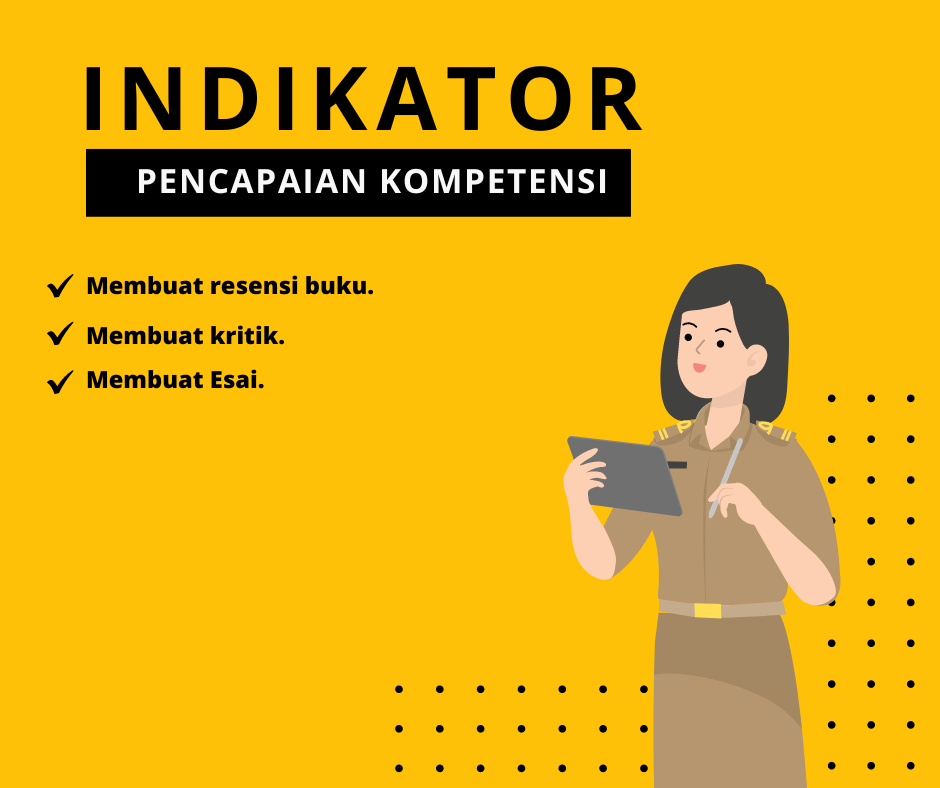 INDIKATOR
PENCAPAIAN KOMPETENSI
Membuat resensi buku.
Membuat kritik.
Membuat Esai.